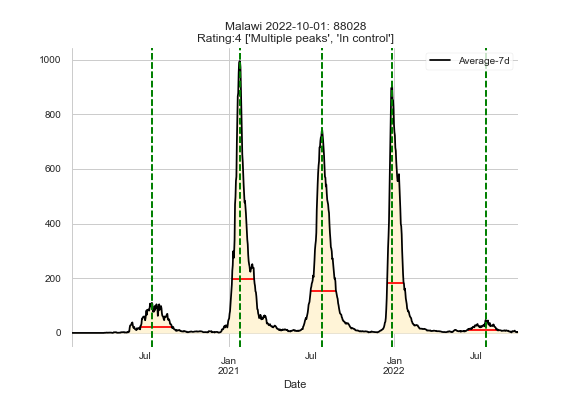 Malawi 2022-10-01: 88028
Rating:4 ['Multiple peaks', 'In control']
Average-7d
1000
800
600
400
200
0
Jul
Jan
2021
Jul
Jan
2022
Jul
Date